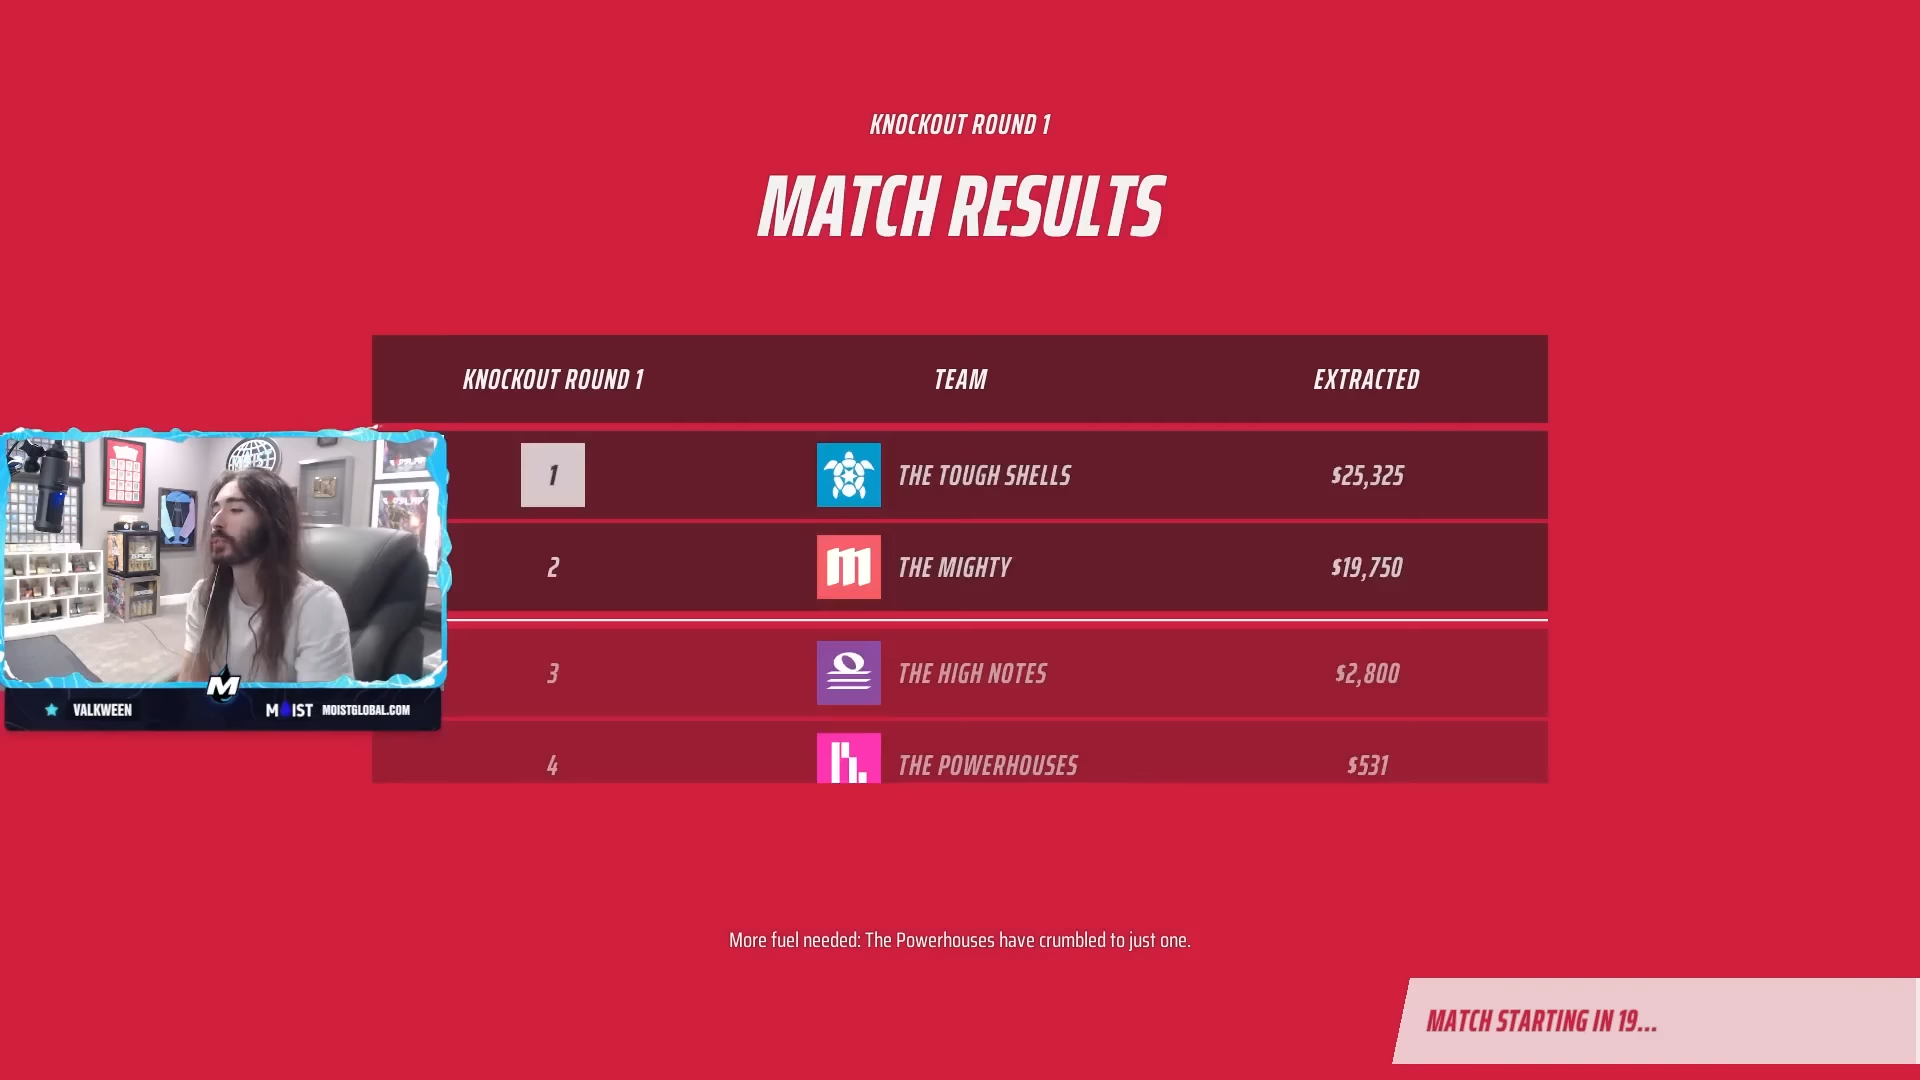 KNOCKOUT ROUND 1
MATCH RESULTS
KNOCKOUT ROUND 1 TEAM EXTRACTED
1 THE TOUGH SHELLS $25,325
2 THE MIGHTY $19,750
3 THE HIGH NOTES $2,800
4 THE POWERHOUSES $531
M
VALKWEEN MOIST MOISTGLOBAL.COM
More fuel needed: The Powerhouses have crumbled to just one.
MATCH STARTING IN 19...